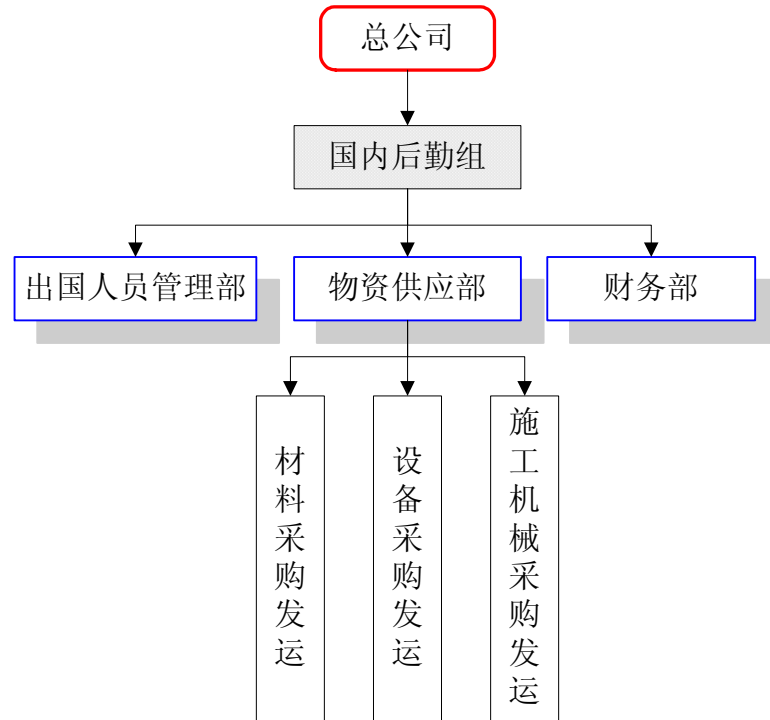 总公司
国内后勤组
出国人员管理部
物资供应部
财务部
材料采购发运
设备采购发运
施工机械采购发运